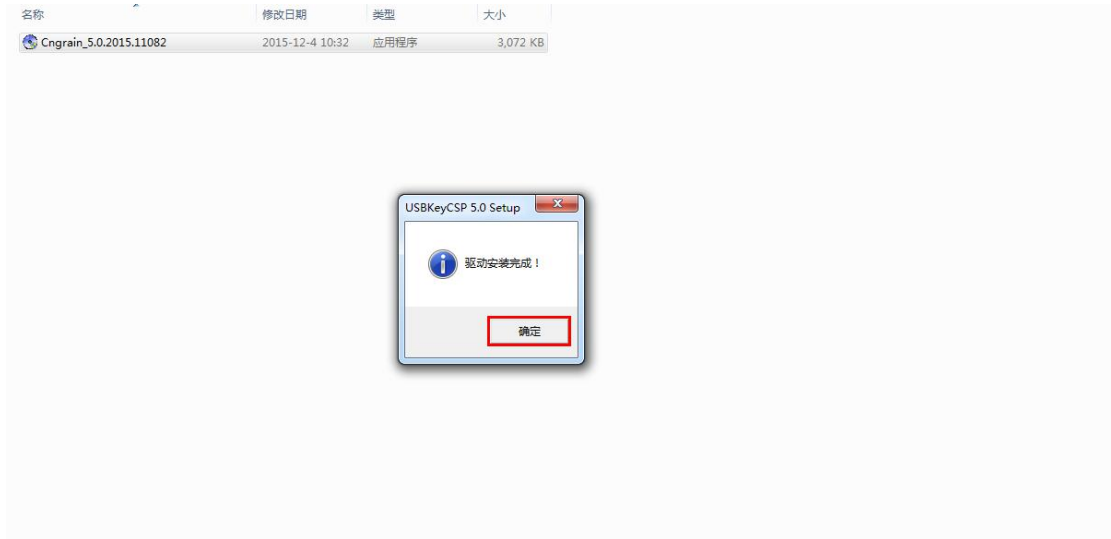 名称 修改日期 类型 大小
Cngrain_5.0.2015.11082 2015-12-4 10:32 应用程序 3,072 KB
USBKeyCSP 5.0 Setup
驱动安装完成！
确定